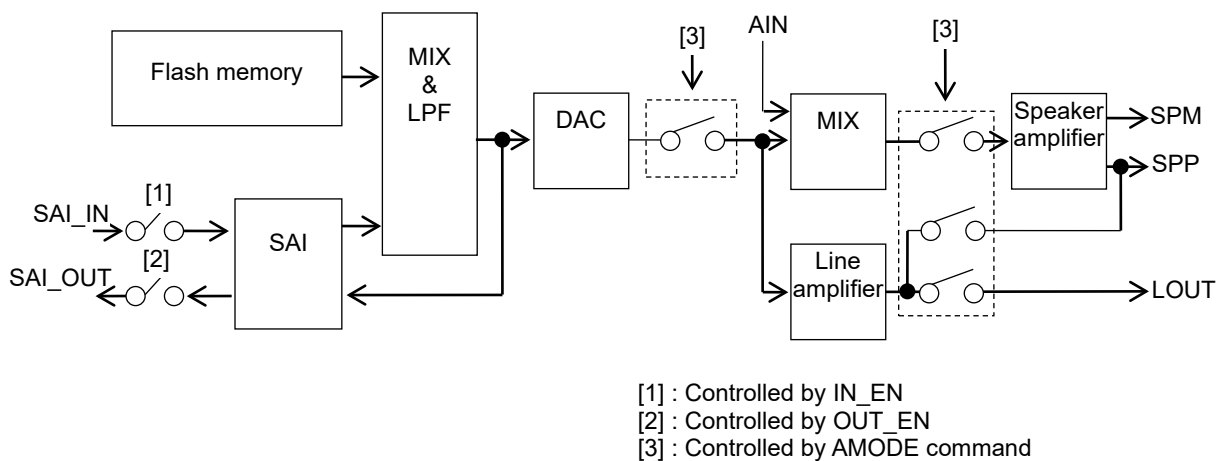 [3]
AIN
[3]
Flash memory
MIX
&
LPF
DAC
MIX
Speaker
amplifier
SPM
SPP
SAI_IN
[1]
SAI
SAI_OUT
[2]
Line
amplifier
LOUT
[1] : Controlled by IN_EN
[2] : Controlled by OUT_EN
[3] : Controlled by AMODE command